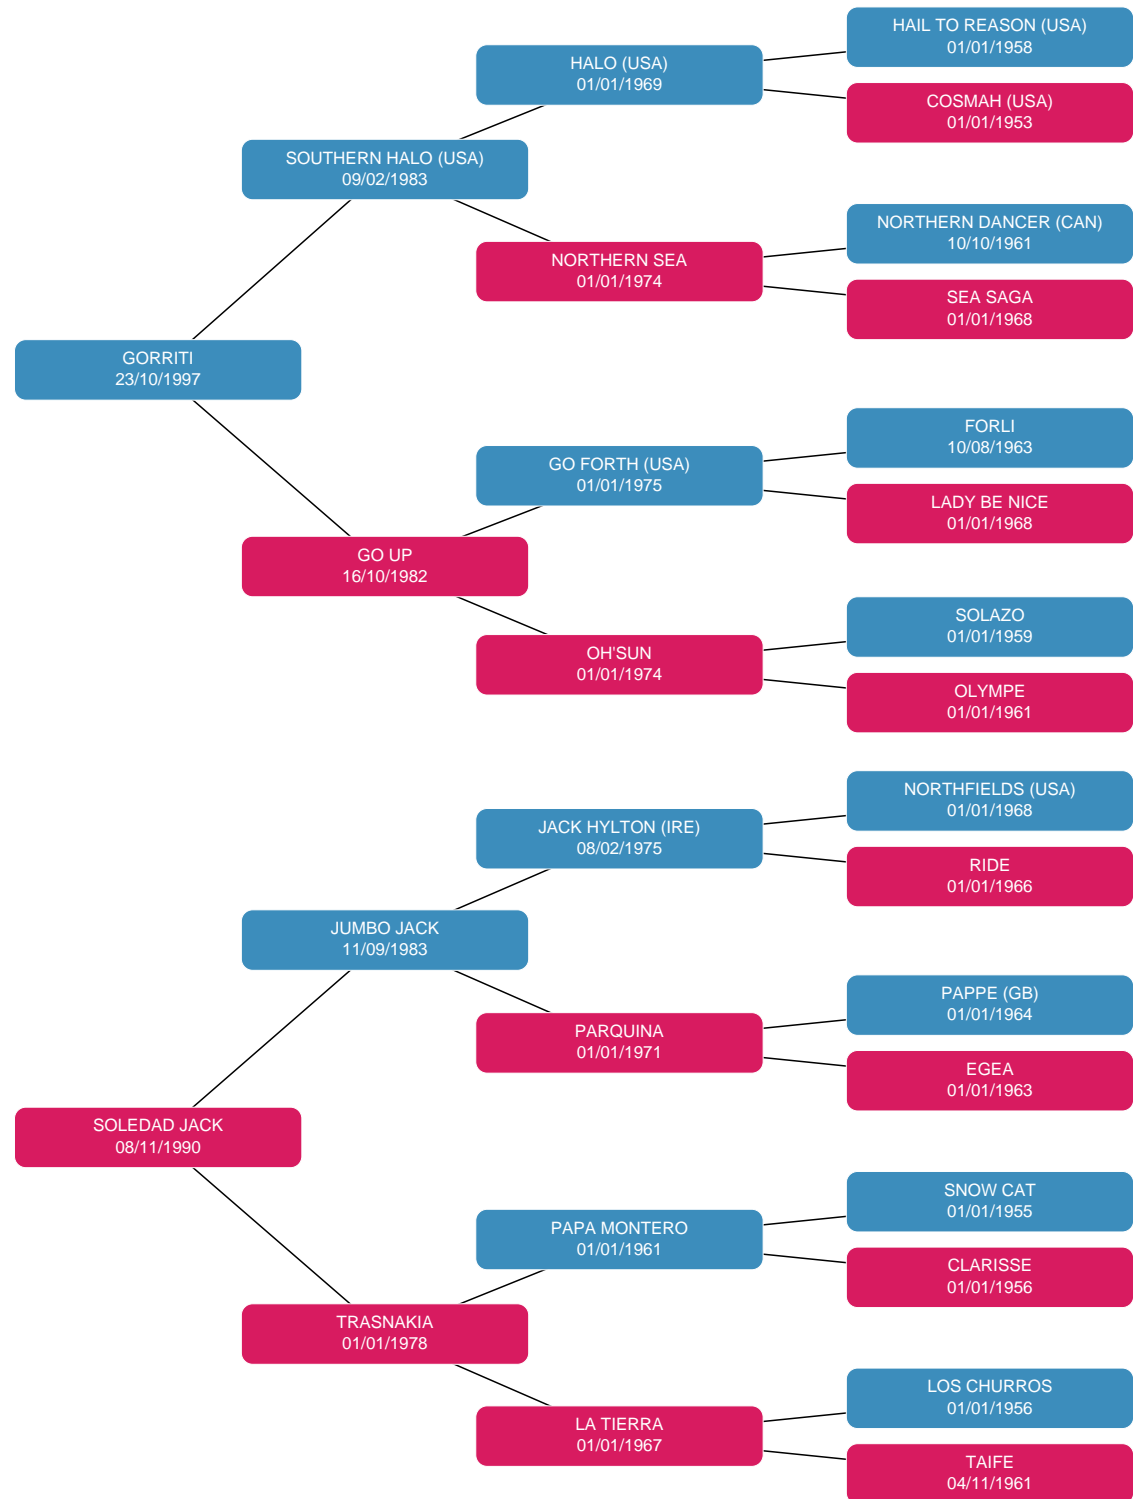 HAIL TO REASON (USA)
01/01/1958
HALO (USA)
01/01/1969
COSMAH (USA)
01/01/1953
SOUTHERN HALO (USA)
09/02/1983
NORTHERN DANCER (CAN)
10/10/1961
NORTHERN SEA
01/01/1974
SEA SAGA
01/01/1968
GORRITI
23/10/1997
FORLI
10/08/1963
GO FORTH (USA)
01/01/1975
LADY BE NICE
01/01/1968
GO UP
16/10/1982
SOLAZO
01/01/1959
OH'SUN
01/01/1974
OLYMPE
01/01/1961
NORTHFIELDS (USA)
01/01/1968
JACK HYLTON (IRE)
08/02/1975
RIDE
01/01/1966
JUMBO JACK
11/09/1983
PAPPE (GB)
01/01/1964
PARQUINA
01/01/1971
EGEA
01/01/1963
SOLEDAD JACK
08/11/1990
SNOW CAT
01/01/1955
PAPA MONTERO
01/01/1961
CLARISSE
01/01/1956
TRASNAKIA
01/01/1978
LOS CHURROS
01/01/1956
LA TIERRA
01/01/1967
TAIFE
04/11/1961